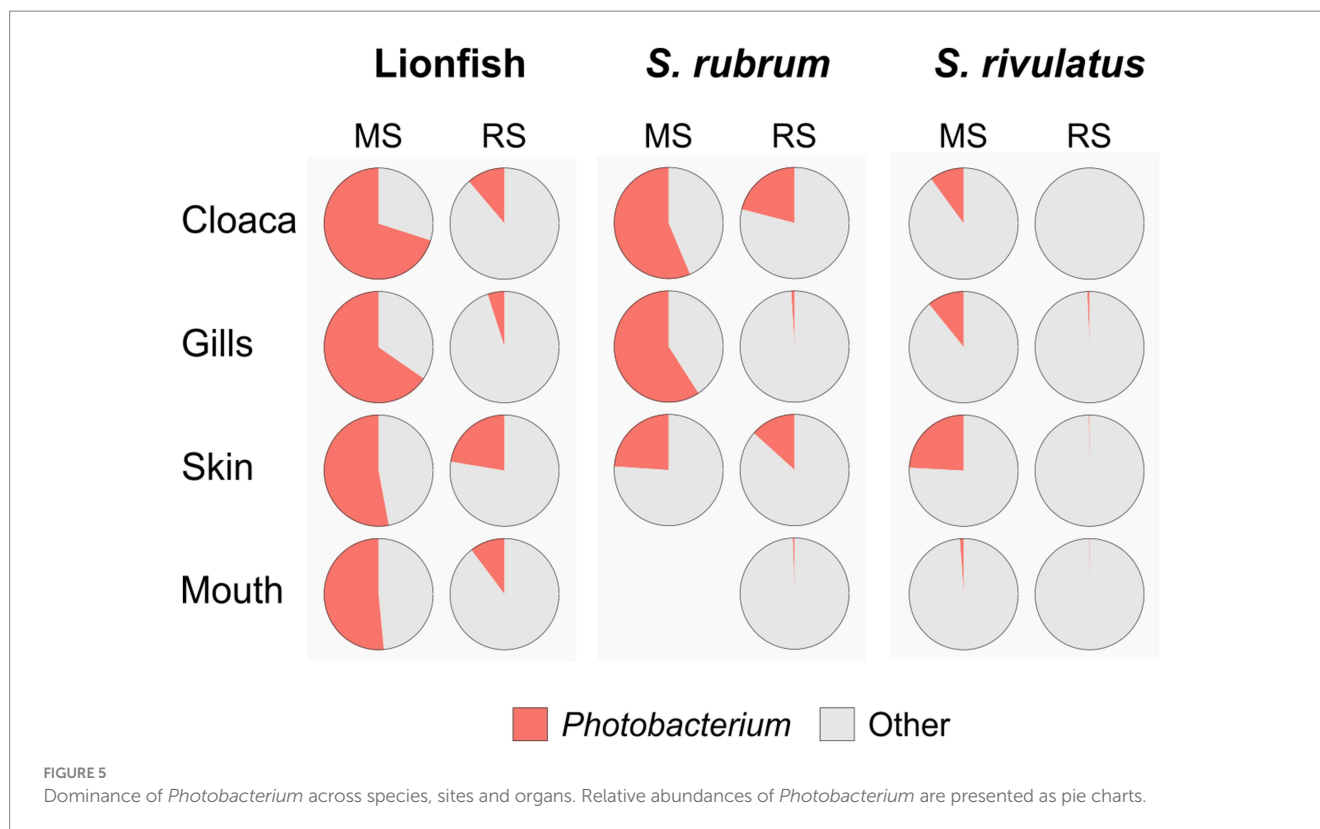 Lionfish S. rubrum S. rivulatus
MS RS MS RS MS RS
Cloaca
Gills
Skin
Mouth
Photobacterium Other
FIGURE 5
Dominance of Photobacterium across species, sites and organs. Relative abundances of Photobacterium are presented as pie charts.